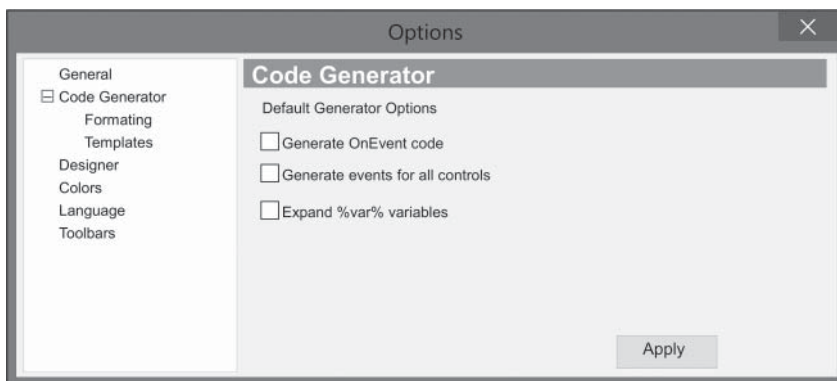 Options
General
Code Generator
Formating
Templates
Designer
Colors
Language
Toolbars
Code Generator
Default Generator Options
Generate OnEvent code
Generate events for all controls
Expand %var% variables
Apply